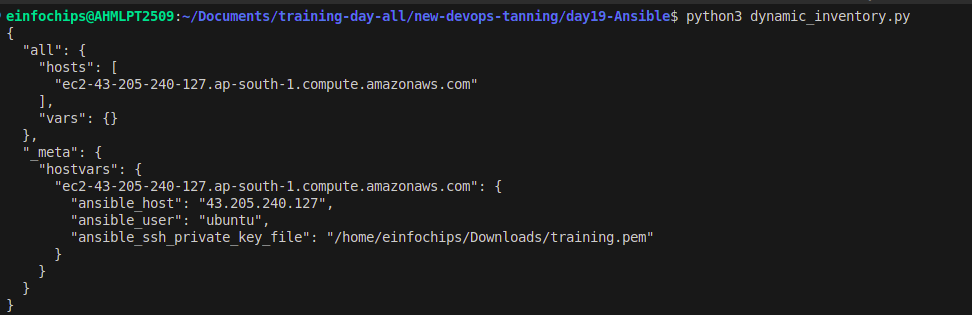 einfochips@AHMLPT2509:~/Documents/training-day-all/new-devops-tanning/day19-Ansible$ python3 dynamic_inventory.py
{
  "all": {
    "hosts": [
      "ec2-43-205-240-127.ap-south-1.compute.amazonaws.com"
    ],
    "vars": {}
  },
  "_meta": {
    "hostvars": {
      "ec2-43-205-240-127.ap-south-1.compute.amazonaws.com": {
        "ansible_host": "43.205.240.127",
        "ansible_user": "ubuntu",
        "ansible_ssh_private_key_file": "/home/einfochips/Downloads/training.pem"
      }
    }
  }
}